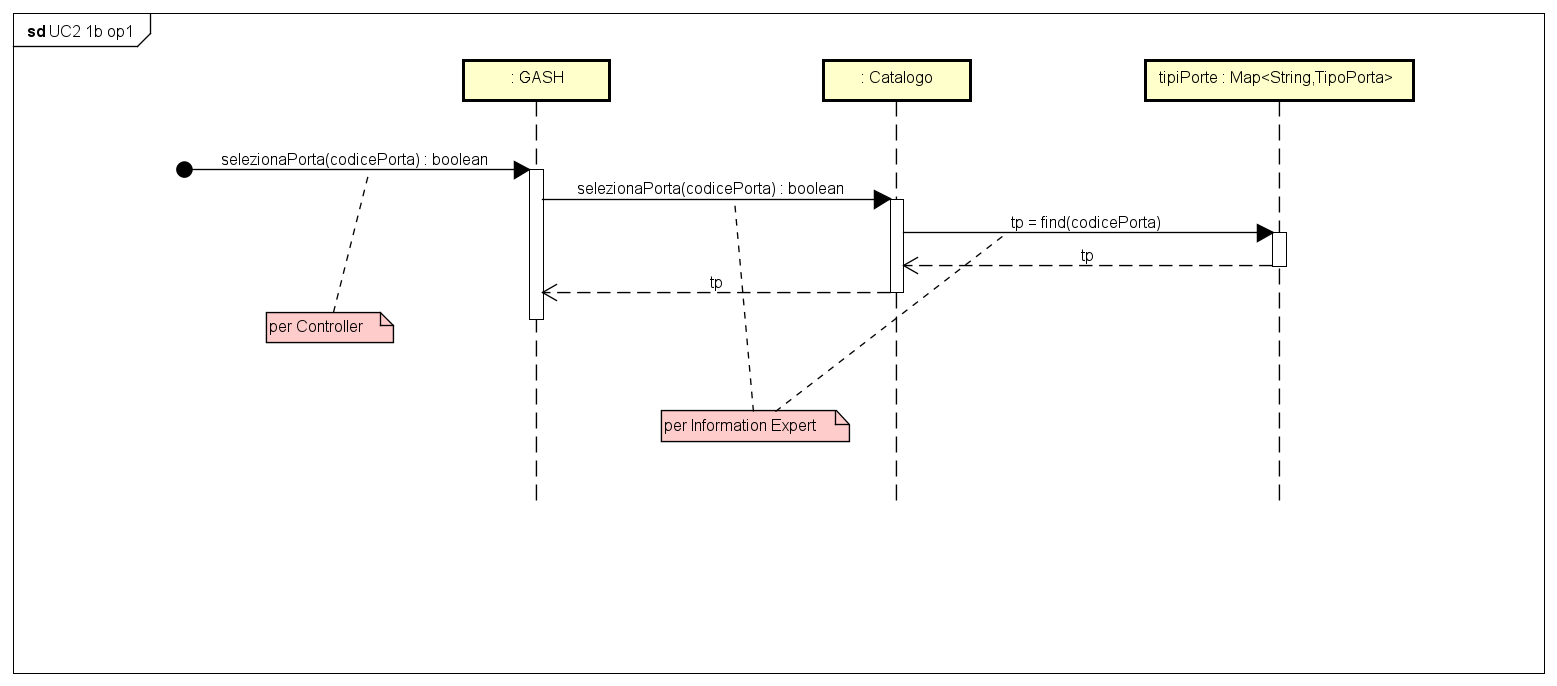 sd UC2 1b op1
: GASH
: Catalogo
tipiPorte : Map<String,TipoPorta>
selezionaPorta(codicePorta) : boolean
selezionaPorta(codicePorta) : boolean
tp = find(codicePorta)
tp
tp
per Controller
per Information Expert